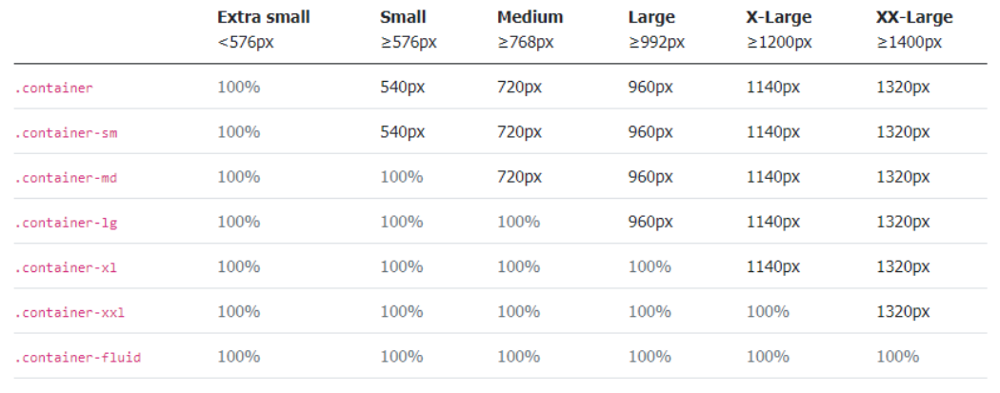 Extra small Small Medium Large X-Large XX-Large
<576px ≥576px ≥768px ≥992px ≥1200px ≥1400px
.container 100% 540px 720px 960px 1140px 1320px
.container-sm 100% 540px 720px 960px 1140px 1320px
.container-md 100% 100% 720px 960px 1140px 1320px
.container-lg 100% 100% 100% 960px 1140px 1320px
.container-xl 100% 100% 100% 100% 1140px 1320px
.container-xxl 100% 100% 100% 100% 100% 1320px
.container-fluid 100% 100% 100% 100% 100% 100%